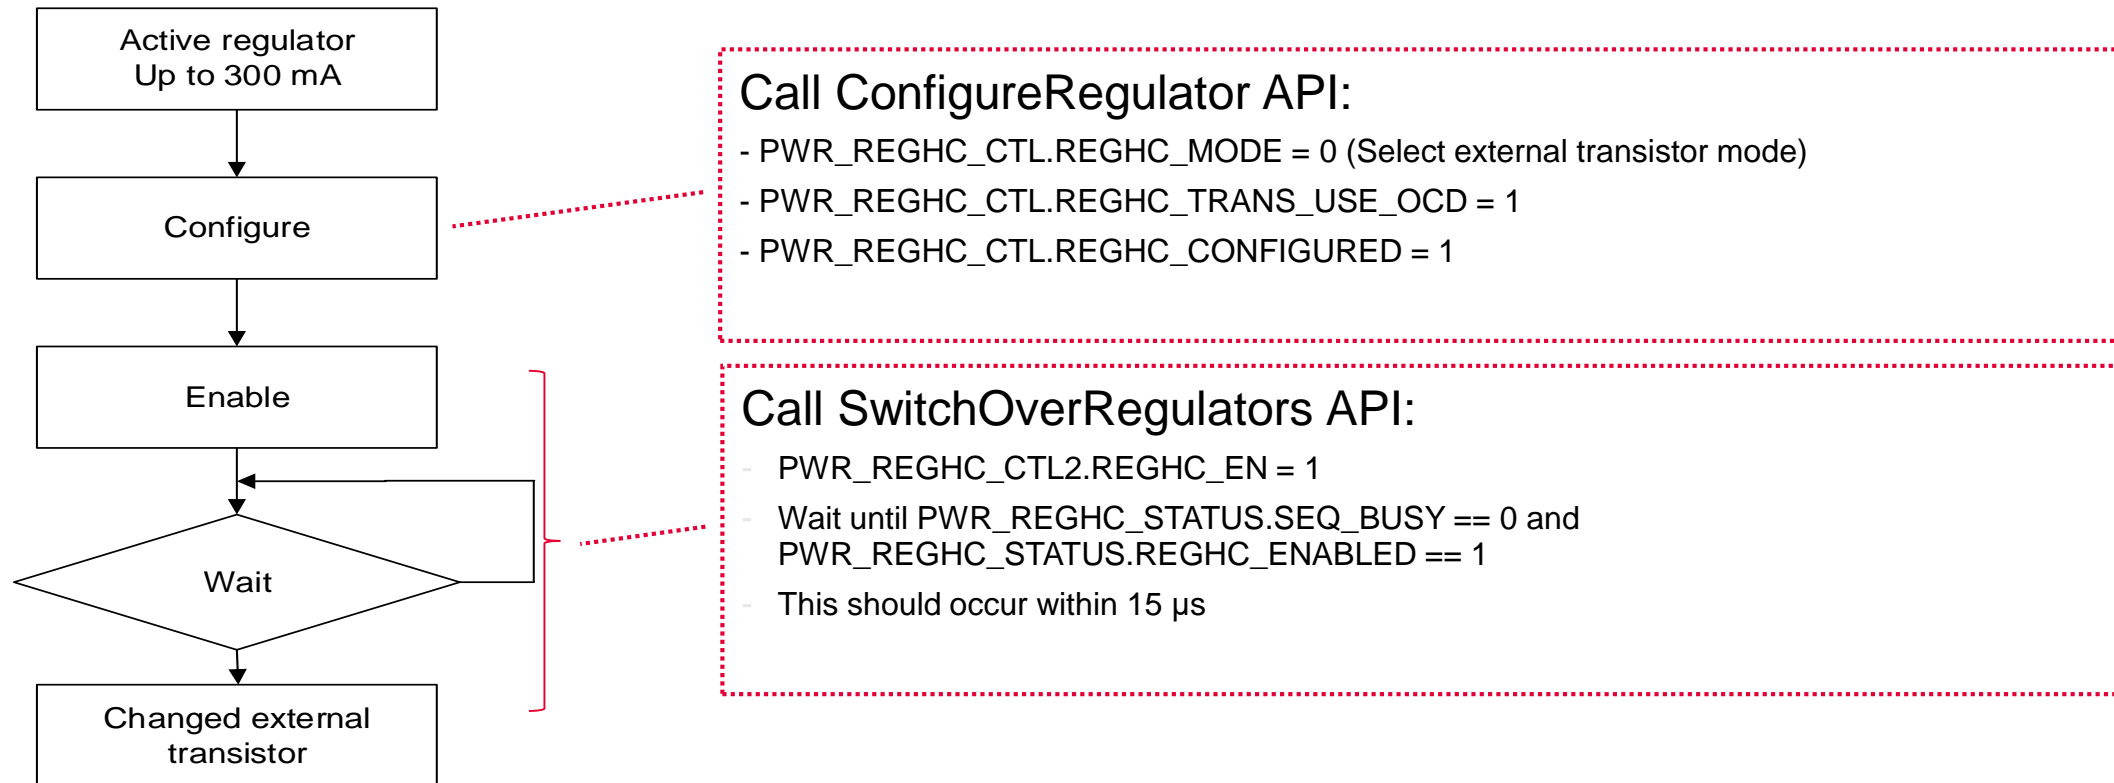 Active regulator
Up to 300 mA
Configure
Enable
Wait
Changed external
transistor
Call ConfigureRegulator API:
- PWR_REGHC_CTL.REGHC_MODE = 0 (Select external transistor mode)
- PWR_REGHC_CTL.REGHC_TRANS_USE_OCD = 1
- PWR_REGHC_CTL.REGHC_CONFIGURED = 1
Call SwitchOverRegulators API:
- PWR_REGHC_CTL2.REGHC_EN = 1
- Wait until PWR_REGHC_STATUS.SEQ_BUSY == 0 and
PWR_REGHC_STATUS.REGHC_ENABLED == 1
- This should occur within 15 µs